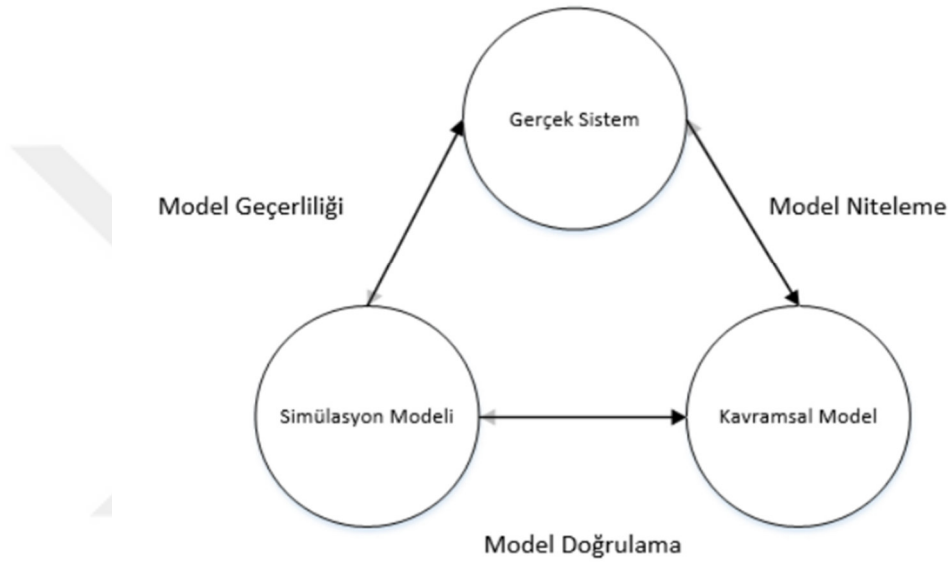 Gerçek Sistem
Model Geçerliliği
Model Niteleme
Simülasyon Modeli
Kavramsal Model
Model Doğrulama